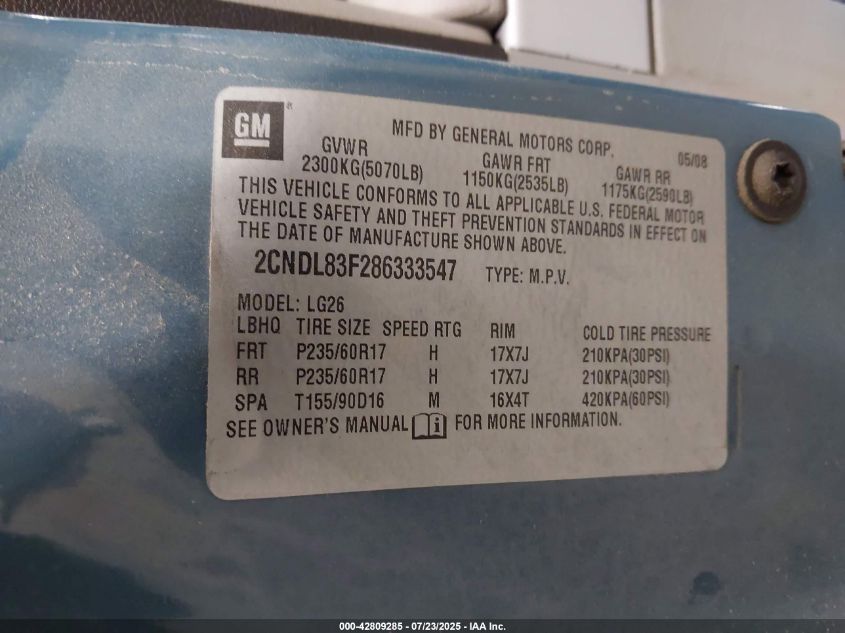 GM ®
MFD BY GENERAL MOTORS CORP. 05/08
GVWR GAWR FRT GAWR RR
2300KG(5070LB) 1150KG(2535LB) 1175KG(2590LB)
THIS VEHICLE CONFORMS TO ALL APPLICABLE U.S. FEDERAL MOTOR
VEHICLE SAFETY AND THEFT PREVENTION STANDARDS IN EFFECT ON
THE DATE OF MANUFACTURE SHOWN ABOVE.
2CNDL83F286333547 TYPE: M.P.V.
MODEL: LG26
LBHQ TIRE SIZE SPEED RTG RIM COLD TIRE PRESSURE
FRT P235/60R17 H 17X7J 210KPA(30PSI)
RR P235/60R17 H 17X7J 210KPA(30PSI)
SPA T155/90D16 M 16X4T 420KPA(60PSI)
SEE OWNER'S MANUAL i FOR MORE INFORMATION.
000-42809285 - 07/23/2025 - IAA Inc.